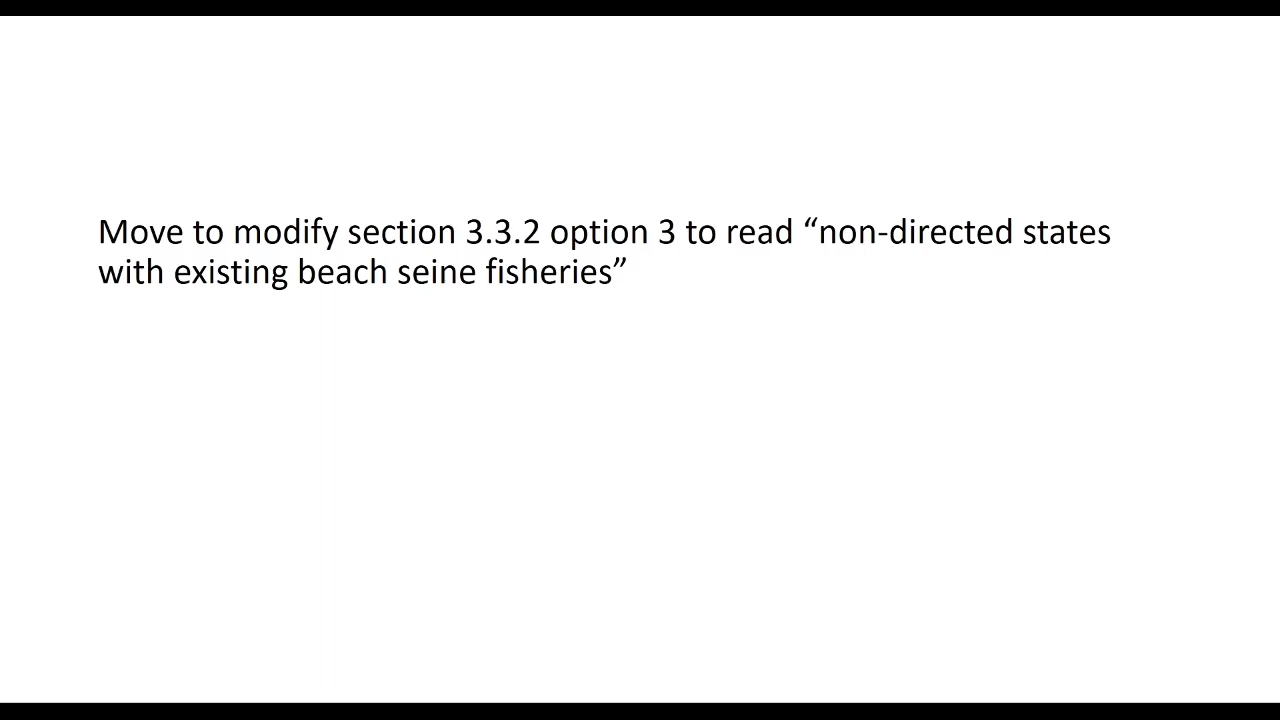 Move to modify section 3.3.2 option 3 to read “non-directed states
with existing beach seine fisheries”